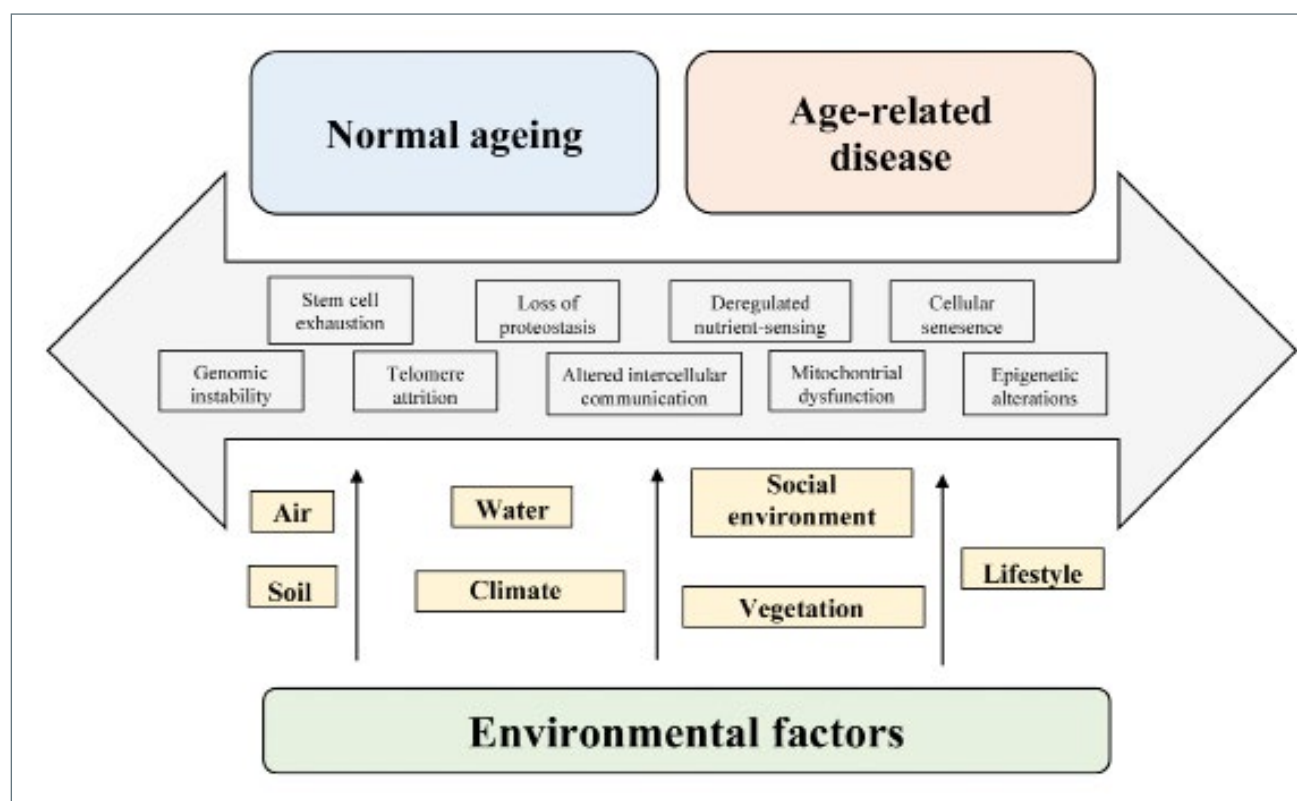 Normal ageing
Age-related
disease
Stem cell
exhaustion
Loss of
proteostasis
Deregulated
nutrient-sensing
Cellular
senesence
Genomic
instability
Telomere
attrition
Altered intercellular
communication
Mitochontrial
dysfunction
Epigenetic
alterations
Air
Water
Social
environment
Soil
Climate
Vegetation
Lifestyle
Environmental factors